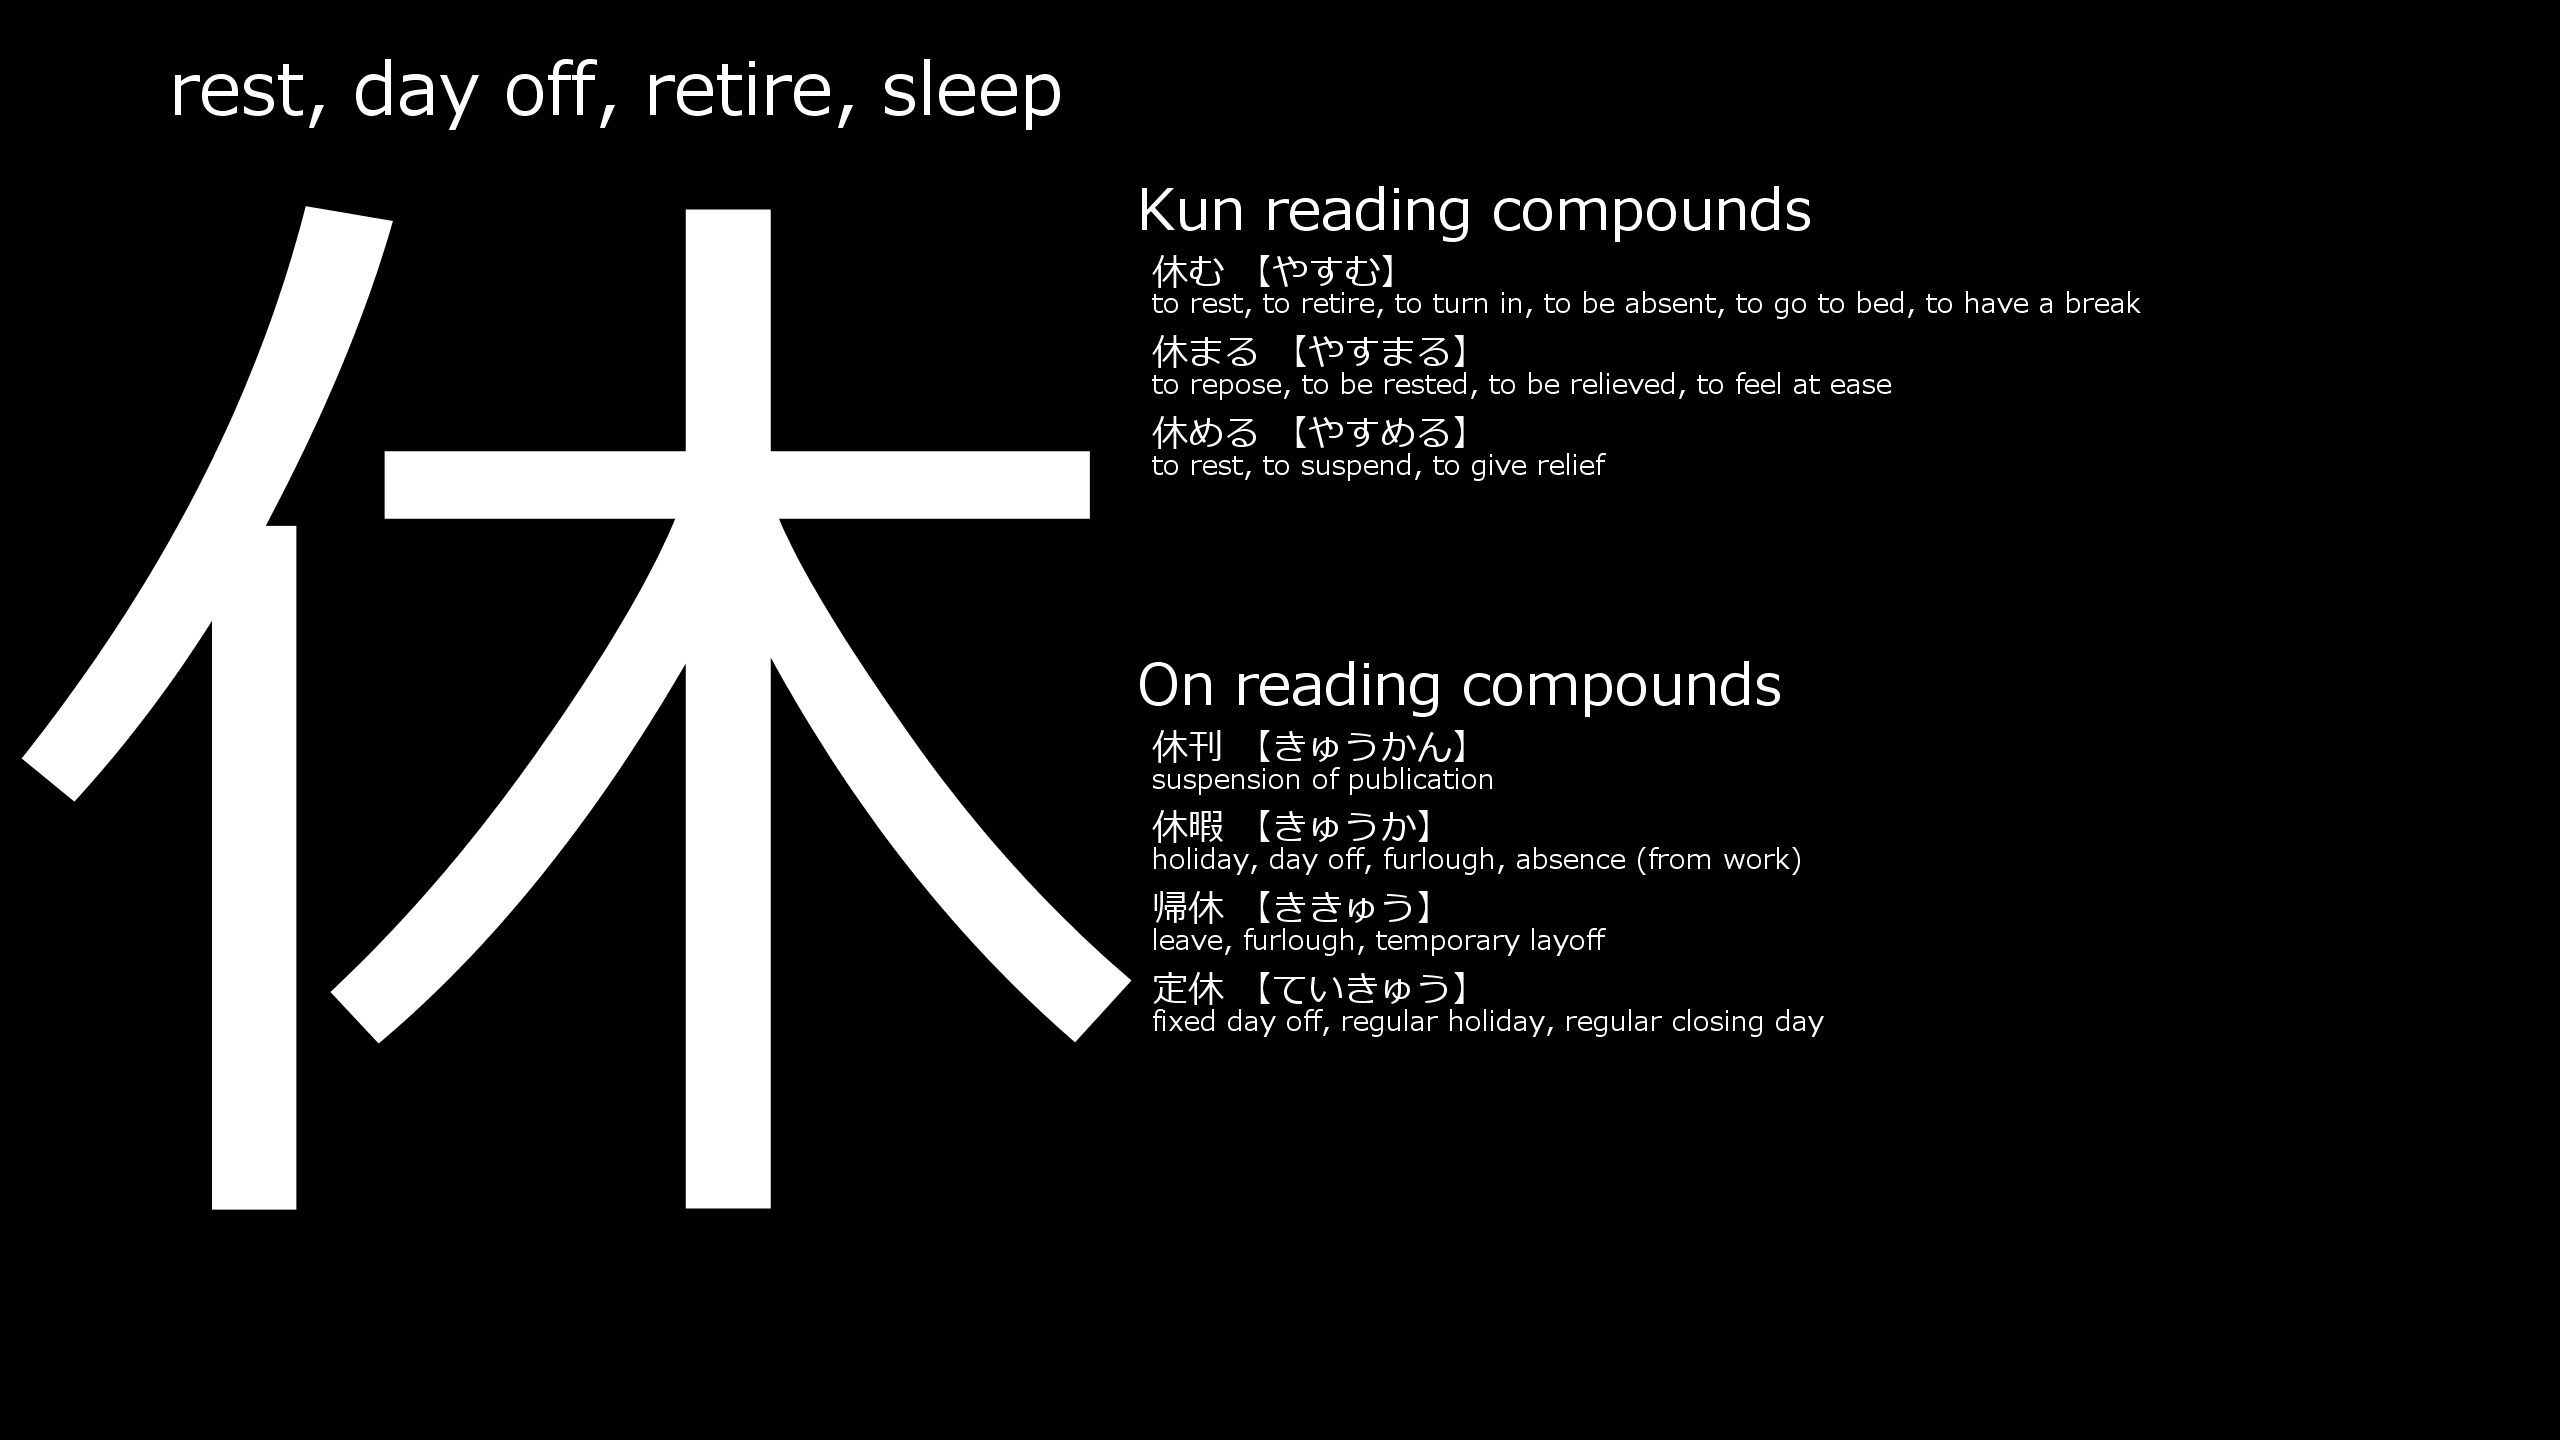 rest, day off, retire, sleep
休
Kun reading compounds
休む 【やすむ】
to rest, to retire, to turn in, to be absent, to go to bed, to have a break
休まる 【やすまる】
to repose, to be rested, to be relieved, to feel at ease
休める 【やすめる】
to rest, to suspend, to give relief
On reading compounds
休刊 【きゅうかん】
suspension of publication
休暇 【きゅうか】
holiday, day off, furlough, absence (from work)
帰休 【ききゅう】
leave, furlough, temporary layoff
定休 【ていきゅう】
fixed day off, regular holiday, regular closing day